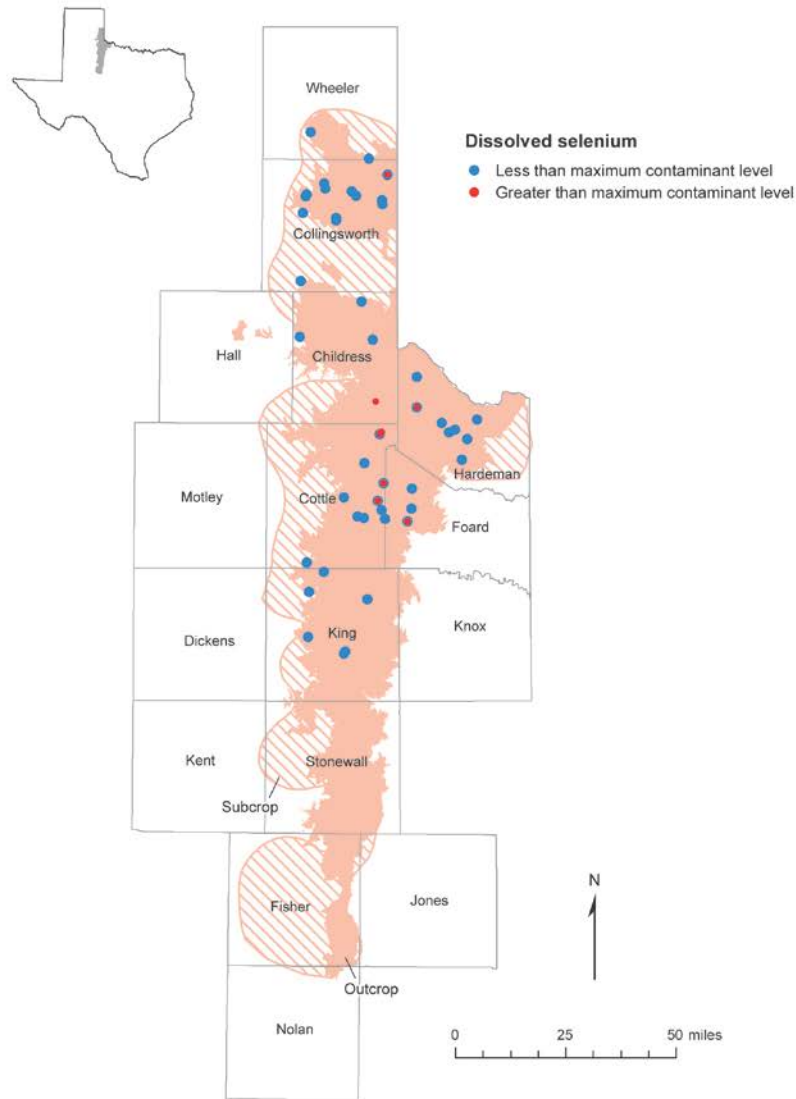 Wheeler
Dissolved selenium
Less than maximum contaminant level
Greater than maximum contaminant level
Collingsworth
Hall
Childress
Hardeman
Motley
Cottle
Foard
Dickens
King
Knox
Kent
Stonewall
Subcrop
Fisher
Jones
N
Outcrop
Nolan
0 25 50 miles